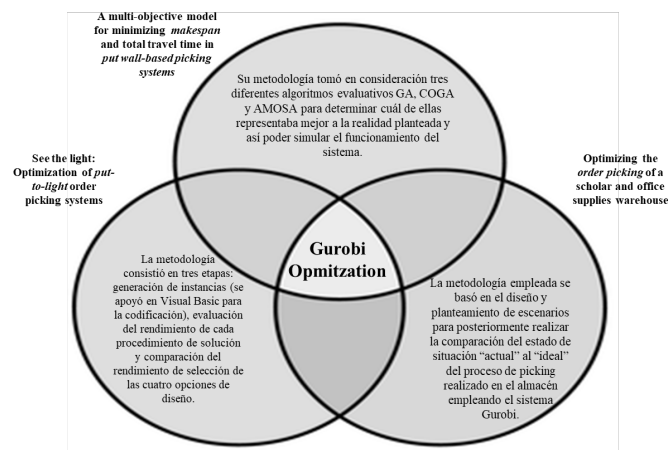 A multi-objective model
for minimizing makespan
and total travel time in
put wall-based picking
systems
Su metodología tomó en consideración tres
diferentes algoritmos evaluativos GA, COGA
y AMOSA para determinar cuál de ellas
representaba mejor a la realidad planteada y
así poder simular el funcionamiento del
sistema.
See the light:
Optimization of put-
to-light order
picking systems
Optimizing the
order picking of a
scholar and office
supplies warehouse
Gurobi
Opmitzation
La metodología
consistió en tres etapas:
generación de instancias (se
apoyó en Visual Basic para
la codificación), evaluación
del rendimiento de cada
procedimiento de solución
y comparación del
rendimiento de selección de
las cuatro opciones de
diseño.
La metodología empleada se
basó en el diseño y
planteamiento de escenarios
para posteriormente realizar
la comparación del estado de
situación “actual” al “ideal”
del proceso de picking
realizado en el almacén
empleando el sistema
Gurobi.